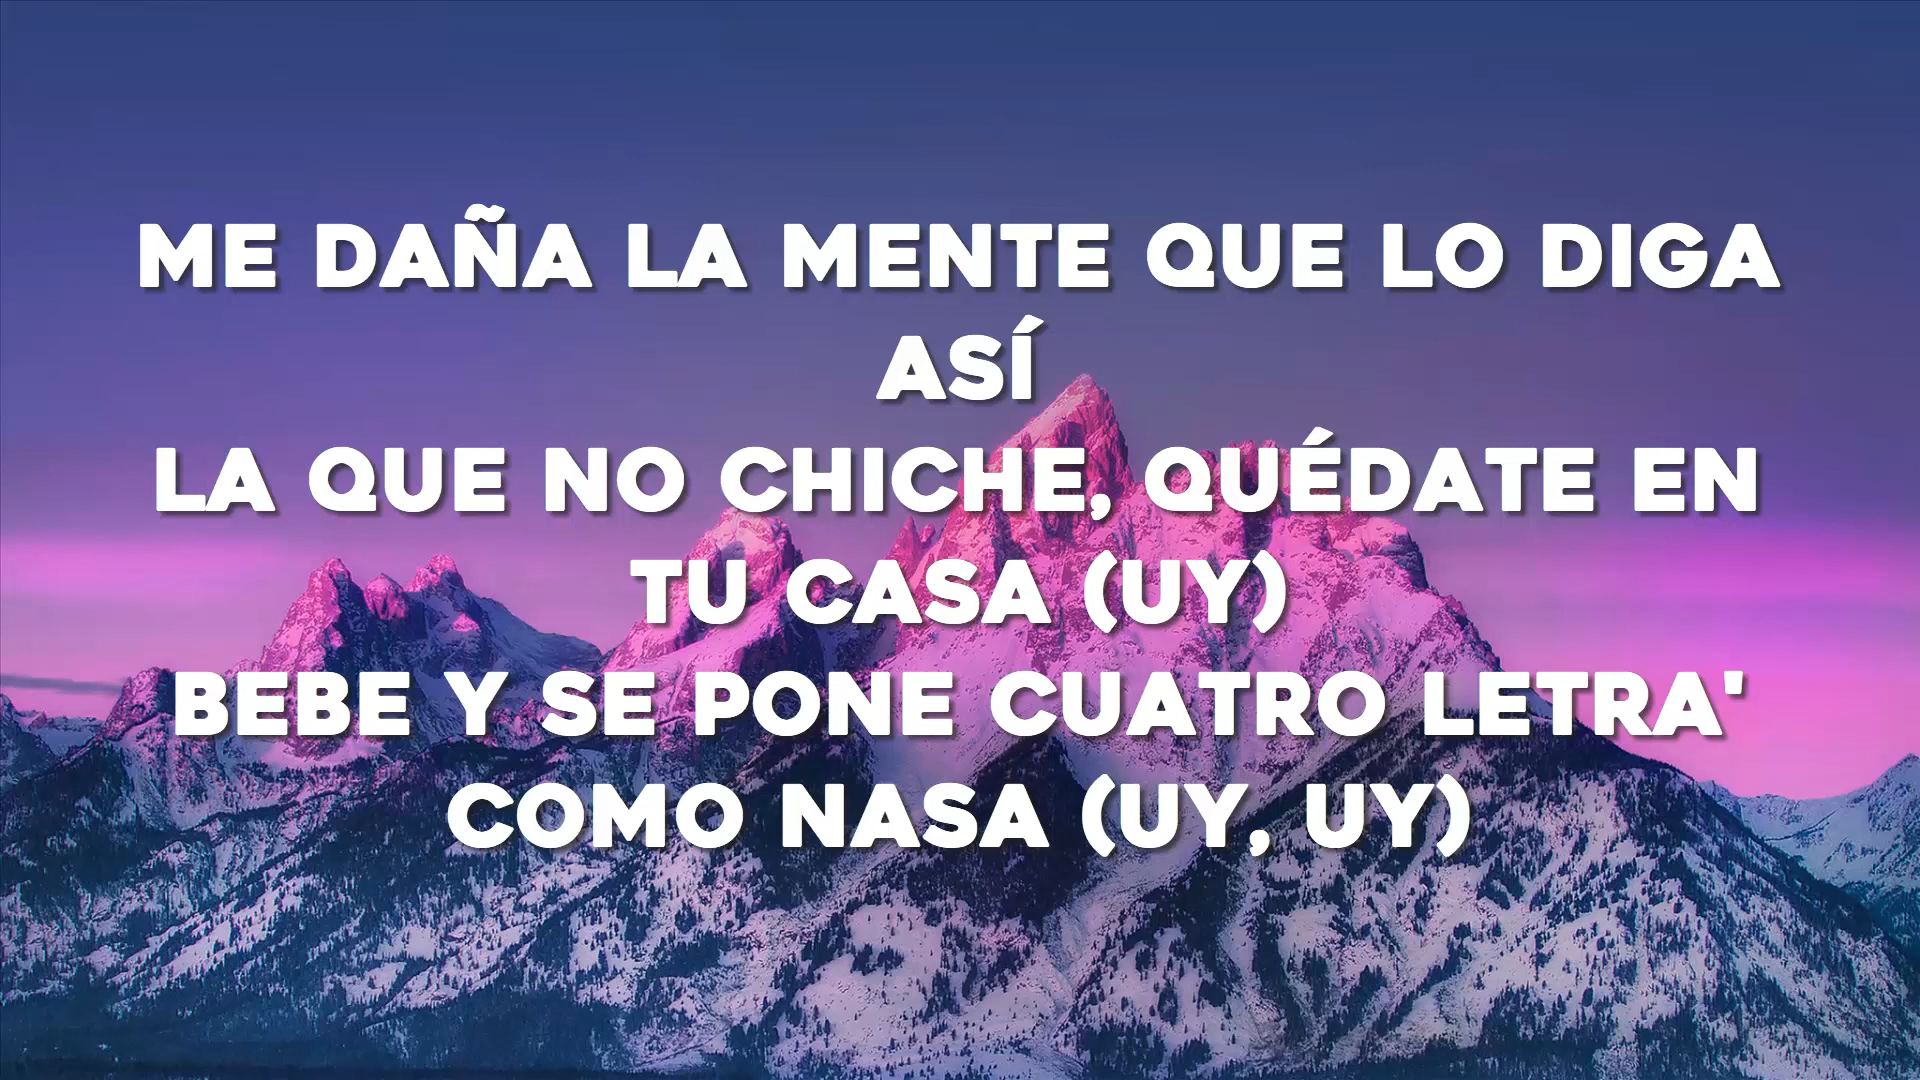 ME DAÑA LA MENTE QUE LO DIGA
ASÍ
LA QUE NO CHICHE, QUÉDATE EN
TU CASA (UY)
BEBE Y SE PONE CUATRO LETRA'
COMO NASA (UY, UY)